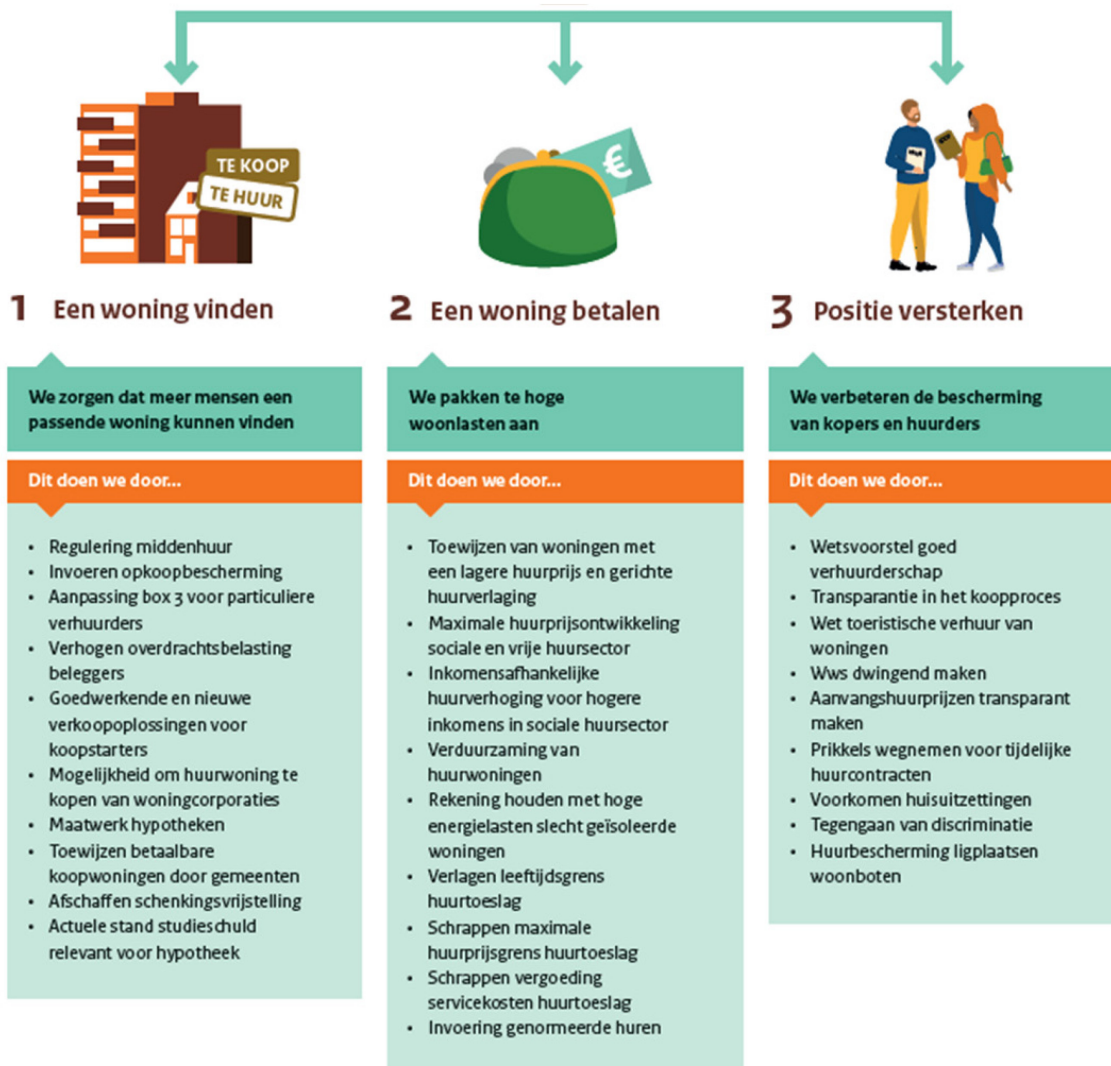 TE KOOP
TE HUUR
€
1 Een woning vinden
We zorgen dat meer mensen een
passende woning kunnen vinden
Dit doen we door...
• Regulering middenhuur
• Invoeren opkoopbescherming
• Aanpassing box 3 voor particuliere
verhuurders
• Verhogen overdrachtsbelasting
beleggers
• Goedwerkende en nieuwe
verkoopoplossingen voor
koopstarters
• Mogelijkheid om huurwoning te
kopen van woningcorporaties
• Maatwerk hypotheken
• Toewijzen betaalbare
koopwoningen door gemeenten
• Afschaffen schenkingsvrijstelling
• Actuele stand studieschuld
relevant voor hypotheek
2 Een woning betalen
We pakken te hoge
woonlasten aan
Dit doen we door...
• Toewijzen van woningen met
een lagere huurprijs en gerichte
huurverlaging
• Maximale huurprijsontwikkeling
sociale en vrije huursector
• Inkomensafhankelijke
huurverhoging voor hogere
inkomens in sociale huursector
• Verduurzaming van
huurwoningen
• Rekening houden met hoge
energielasten slecht geïsoleerde
woningen
• Verlagen leeftijdsgrens
huurtoeslag
• Schrappen maximale
huurprijsgrens huurtoeslag
• Schrappen vergoeding
servicekosten huurtoeslag
• Invoering genormeerde huren
3 Positie versterken
We verbeteren de bescherming
van kopers en huurders
Dit doen we door...
• Wetsvoorstel goed
verhuurderschap
• Transparantie in het koopproces
• Wet toeristische verhuur van
woningen
• Wws dwingend maken
• Aanvangshuurprijzen transparant
maken
• Prikkels wegnemen voor tijdelijke
huurcontracten
• Voorkomen huisuitzettingen
• Tegengaan van discriminatie
• Huurbescherming ligplaatsen
woonboten